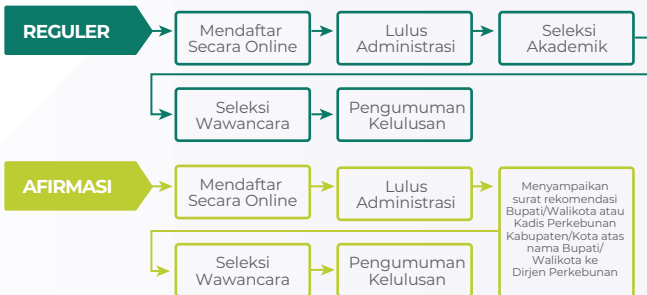 REGULER
Mendaftar
Secara Online
Lulus
Administrasi
Seleksi
Akademik
Seleksi
Wawancara
Pengumuman
Kelulusan
AFIRMASI
Mendaftar
Secara Online
Lulus
Administrasi
Menyampaikan
surat rekomendasi
Bupati/Walikota atau
Kadis Perkebunan
Kabupaten/Kota atas
nama Bupati/
Walikota ke
Dirjen Perkebunan
Seleksi
Wawancara
Pengumuman
Kelulusan